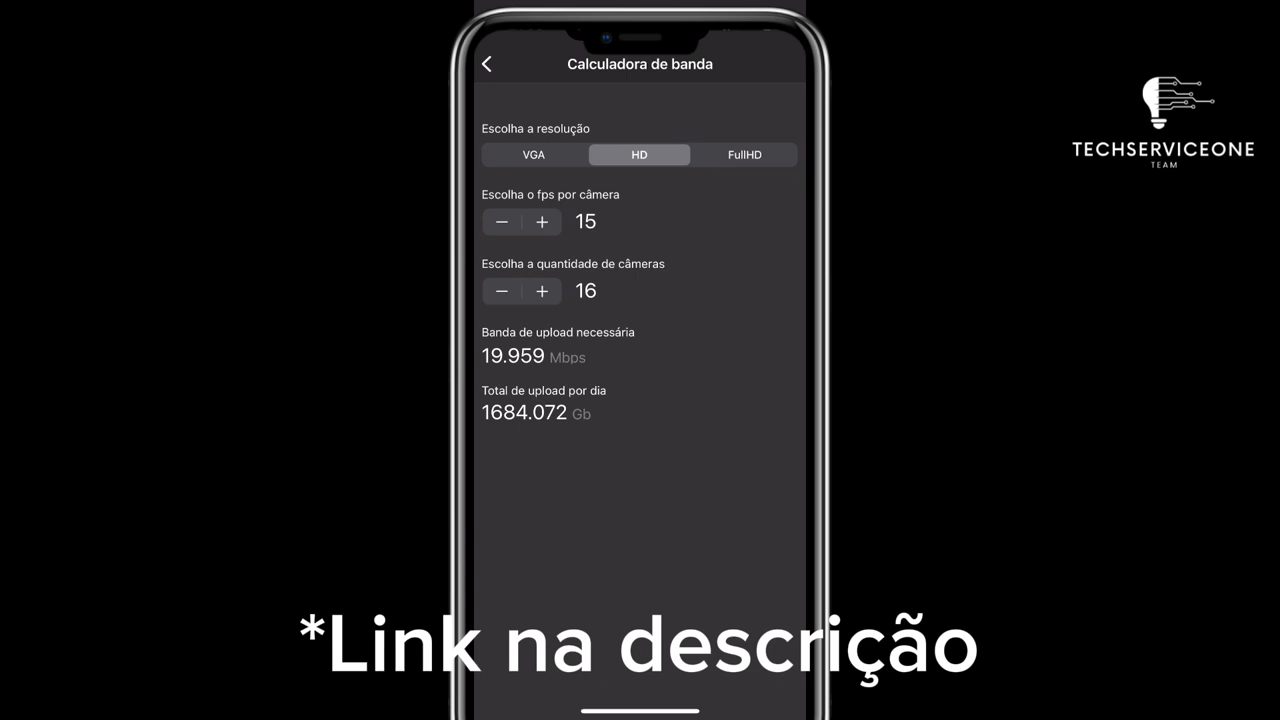 Calculadora de banda
TECHSERVICEONE
TEAM
Escolha a resolução
VGA HD FullHD
Escolha o fps por câmera
− + 15
Escolha a quantidade de câmeras
− + 16
Banda de upload necessária
19.959 Mbps
Total de upload por dia
1684.072 Gb
*Link na descrição